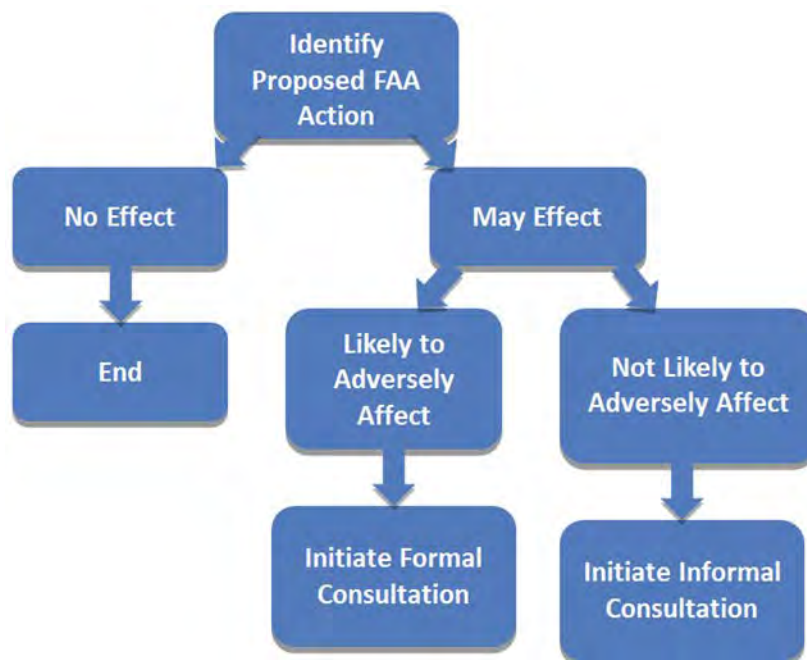 Identify
Proposed FAA
Action
No Effect
May Effect
End
Likely to
Adversely
Affect
Not Likely to
Adversely Affect
Initiate Formal
Consultation
Initiate Informal
Consultation